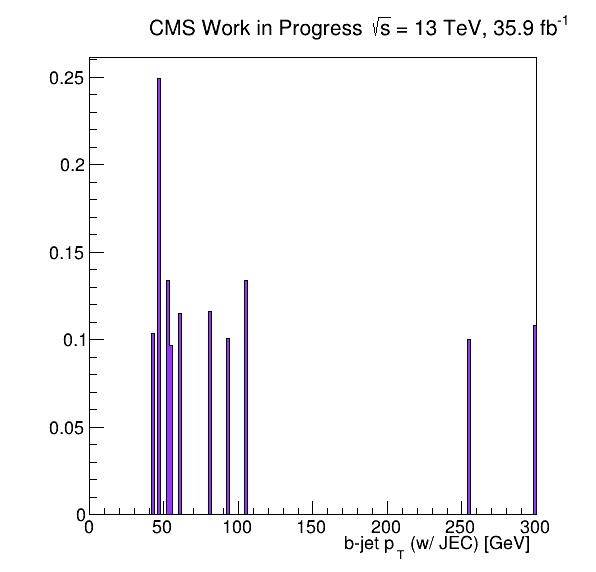 CMS Work in Progress √s = 13 TeV, 35.9 fb⁻¹
0.25
0.2
0.15
0.1
0.05
0
0 50 100 150 200 250 300
b-jet p_T (w/ JEC) [GeV]